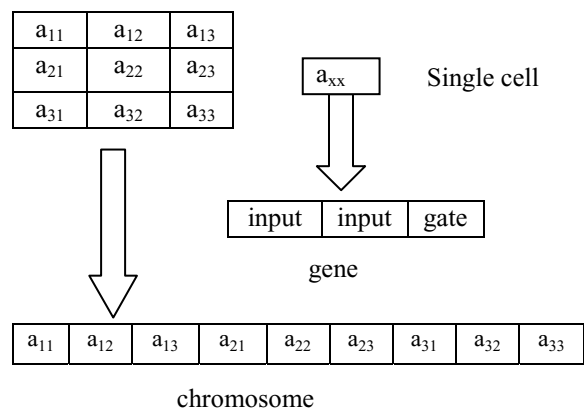 a₁₁ a₁₂ a₁₃
a₂₁ a₂₂ a₂₃
a₃₁ a₃₂ a₃₃
aₓₓ Single cell
input input gate
gene
a₁₁ a₁₂ a₁₃ a₂₁ a₂₂ a₂₃ a₃₁ a₃₂ a₃₃
chromosome